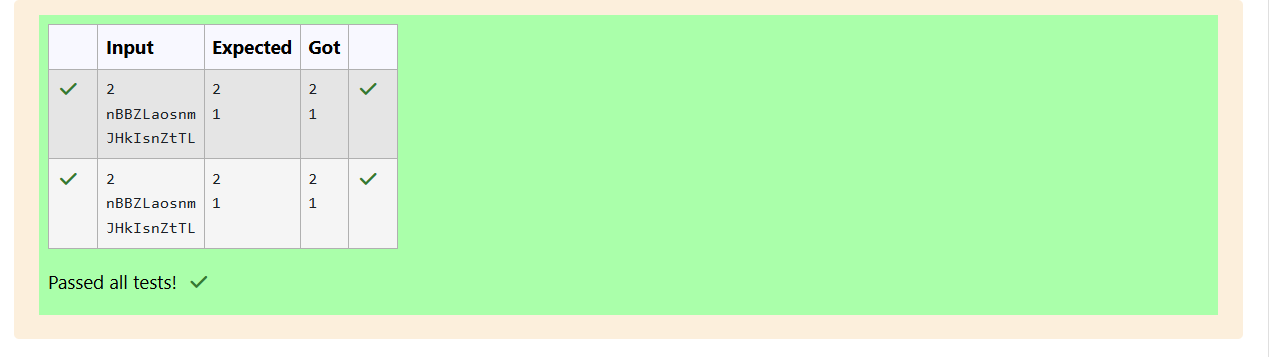 Input Expected Got
2 2 2
nBBZLaosnm 1 1
JHkIsnZtTL
2 2 2
nBBZLaosnm 1 1
JHkIsnZtTL
Passed all tests!